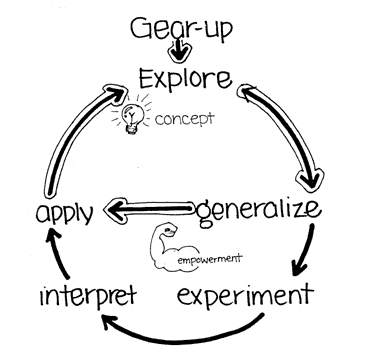 Gear-up
Explore
concept
apply
generalize
empowerment
interpret
experiment